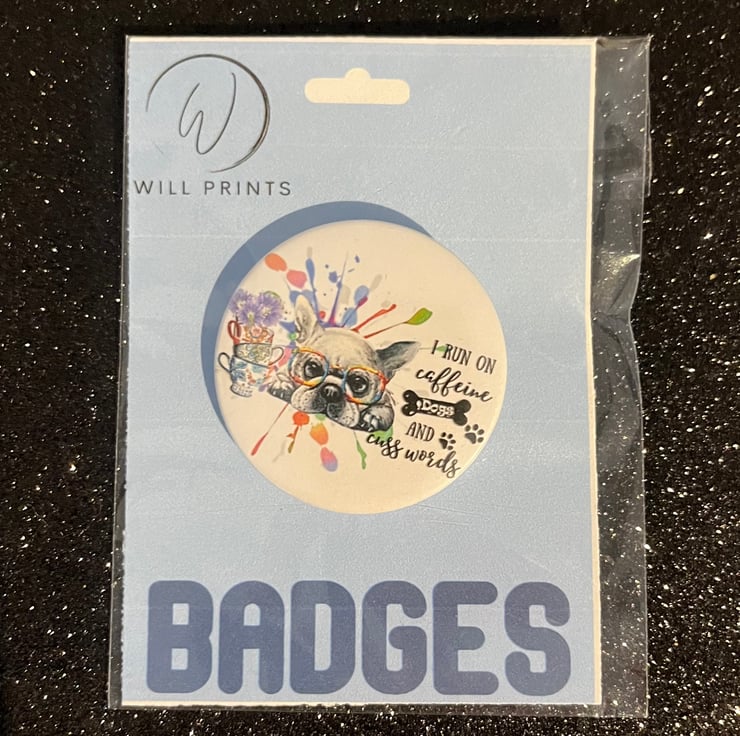 W
WILL PRINTS
I RUN ON
caffeine
Dogs
AND
cuss words
BADGES